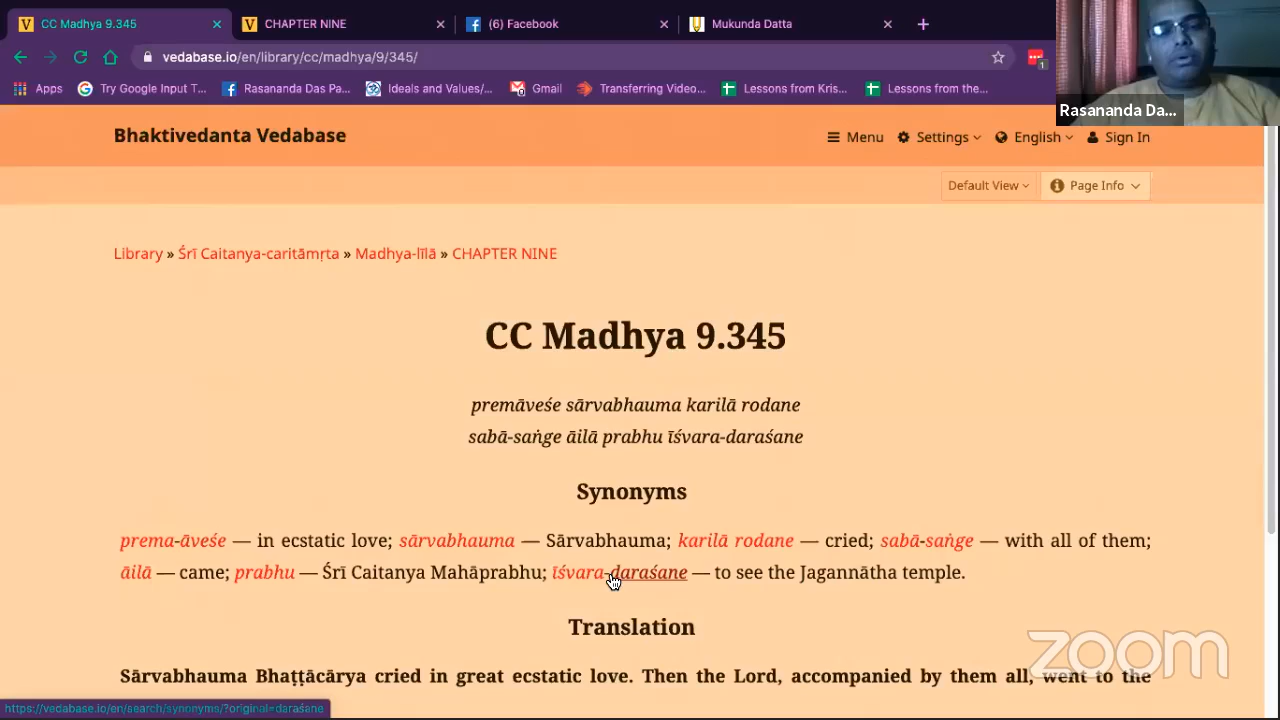 CC Madhya 9.345
CHAPTER NINE
(6) Facebook
Mukunda Datta
vedabase.io/en/library/cc/madhya/9/345/
Apps
Try Google Input T...
Rasananda Das Pa...
Ideals and Values/...
Gmail
Transferring Video...
Lessons from Kris...
Lessons from the...
Rasananda Da...
Bhaktivedanta Vedabase
Menu
Settings
English
Sign In
Default View
Page Info
Library » Śrī Caitanya-caritāmṛta » Madhya-līlā » CHAPTER NINE
CC Madhya 9.345
premāveśe sārvabhauma karilā rodane
sabā-saṅge āilā prabhu īśvara-daraśane
Synonyms
prema-āveśe — in ecstatic love; sārvabhauma — Sārvabhauma; karilā rodane — cried; sabā-saṅge — with all of them;
āilā — came; prabhu — Śrī Caitanya Mahāprabhu; īśvara-daraśane — to see the Jagannātha temple.
Translation
Sārvabhauma Bhaṭṭācārya cried in great ecstatic love. Then the Lord, accompanied by them all, went to the
zoom
https://vedabase.io/en/search/synonyms/?original=daraśane